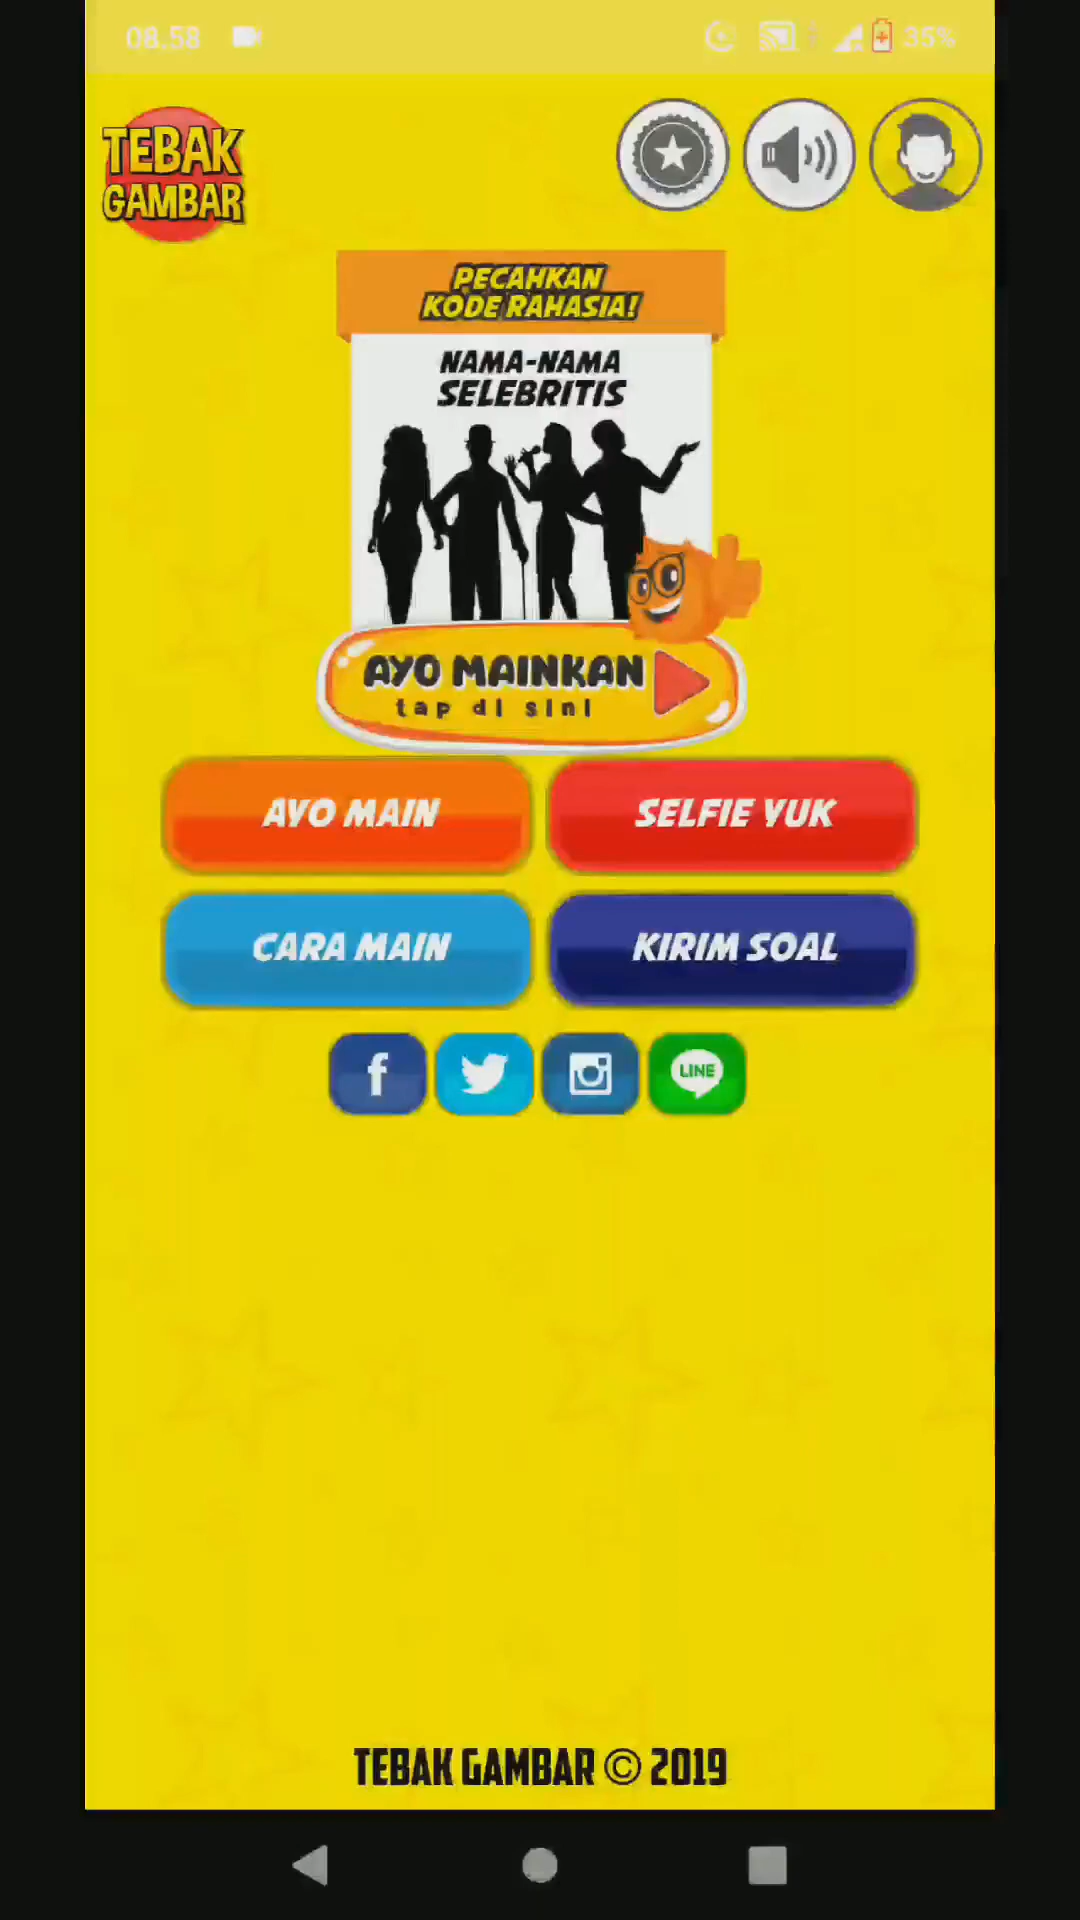 08.58
35%
TEBAK
GAMBAR
PECAHKAN
KODE RAHASIA!
NAMA-NAMA
SELEBRITIS
AYO MAINKAN
tap di sini
AYO MAIN
SELFIE YUK
CARA MAIN
KIRIM SOAL
f
LINE
TEBAK GAMBAR © 2019